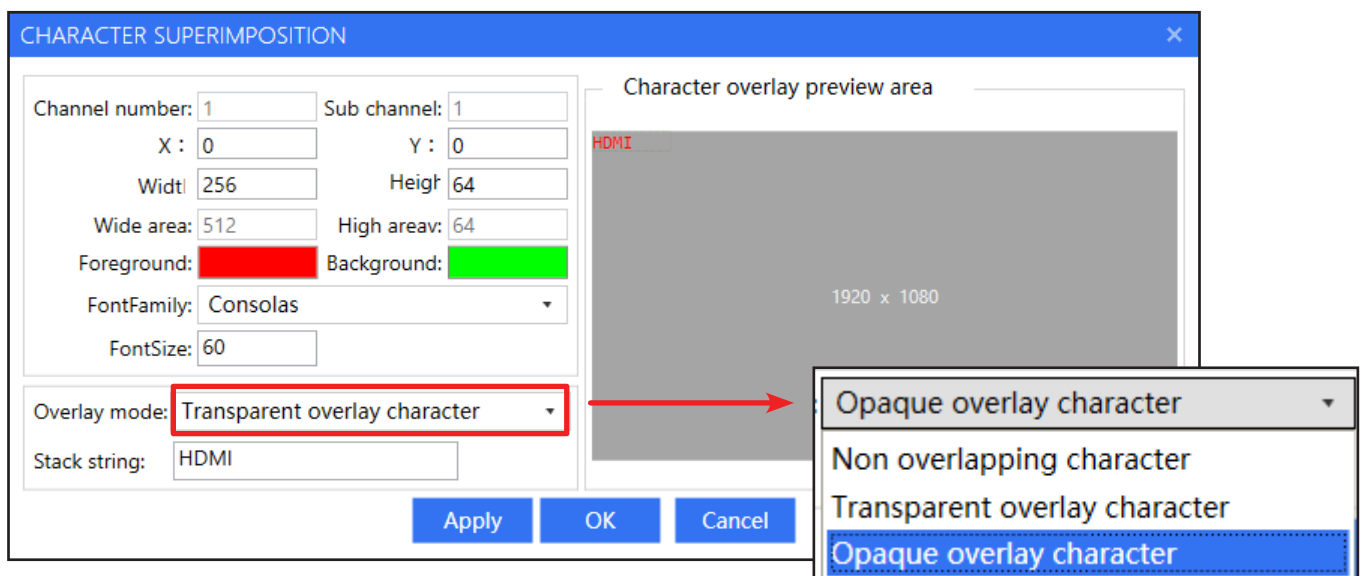 CHARACTER SUPERIMPOSITION
Channel number: 1 Sub channel: 1
X : 0 Y : 0
Widtl 256 Heigh 64
Wide area: 512 High areav: 64
Foreground: Background:
FontFamily: Consolas
FontSize: 60
Overlay mode: Transparent overlay character
Stack string: HDMI
Apply OK Cancel
Character overlay preview area
HDMI
1920 x 1080
Opaque overlay character
Non overlapping character
Transparent overlay character
Opaque overlay character